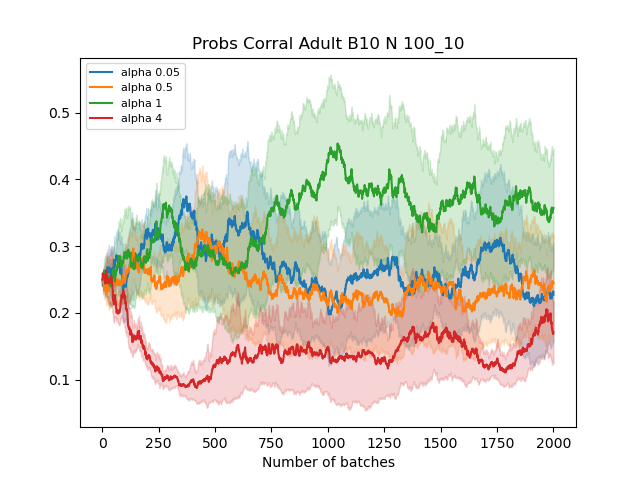 Probs Corral Adult B10 N 100_10
alpha 0.05
alpha 0.5
alpha 1
alpha 4
0.5
0.4
0.3
0.2
0.1
0 250 500 750 1000 1250 1500 1750 2000
Number of batches